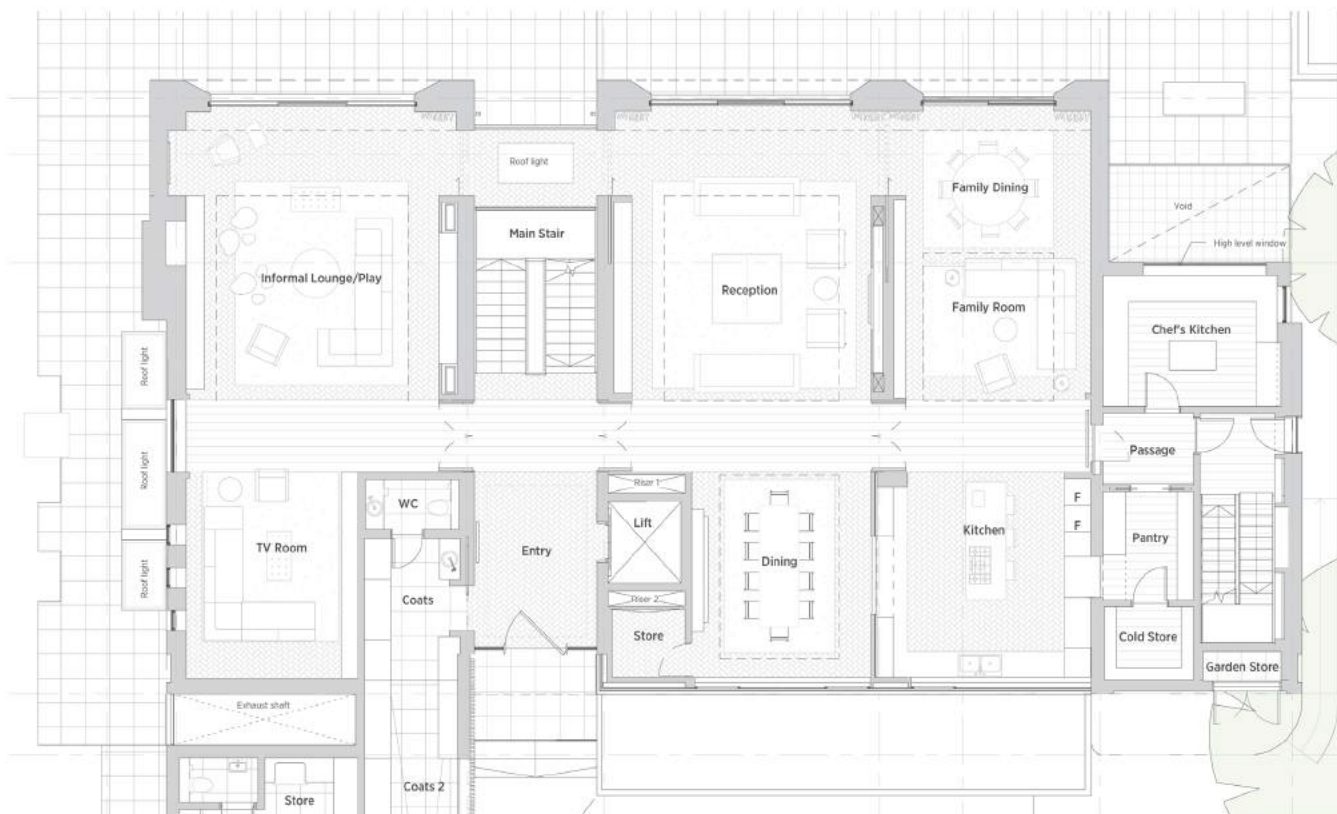 Roof light
Main Stair
Informal Lounge/Play
Reception
Family Dining
Family Room
Void
High level window
Chef's Kitchen
Roof light
Roof light
Roof light
Passage
WC
TV Room
Coats
Entry
Riser 1
Lift
Riser 2
Store
Dining
Kitchen
F
F
Pantry
Cold Store
Garden Store
Exhaust shaft
Coats 2
Store